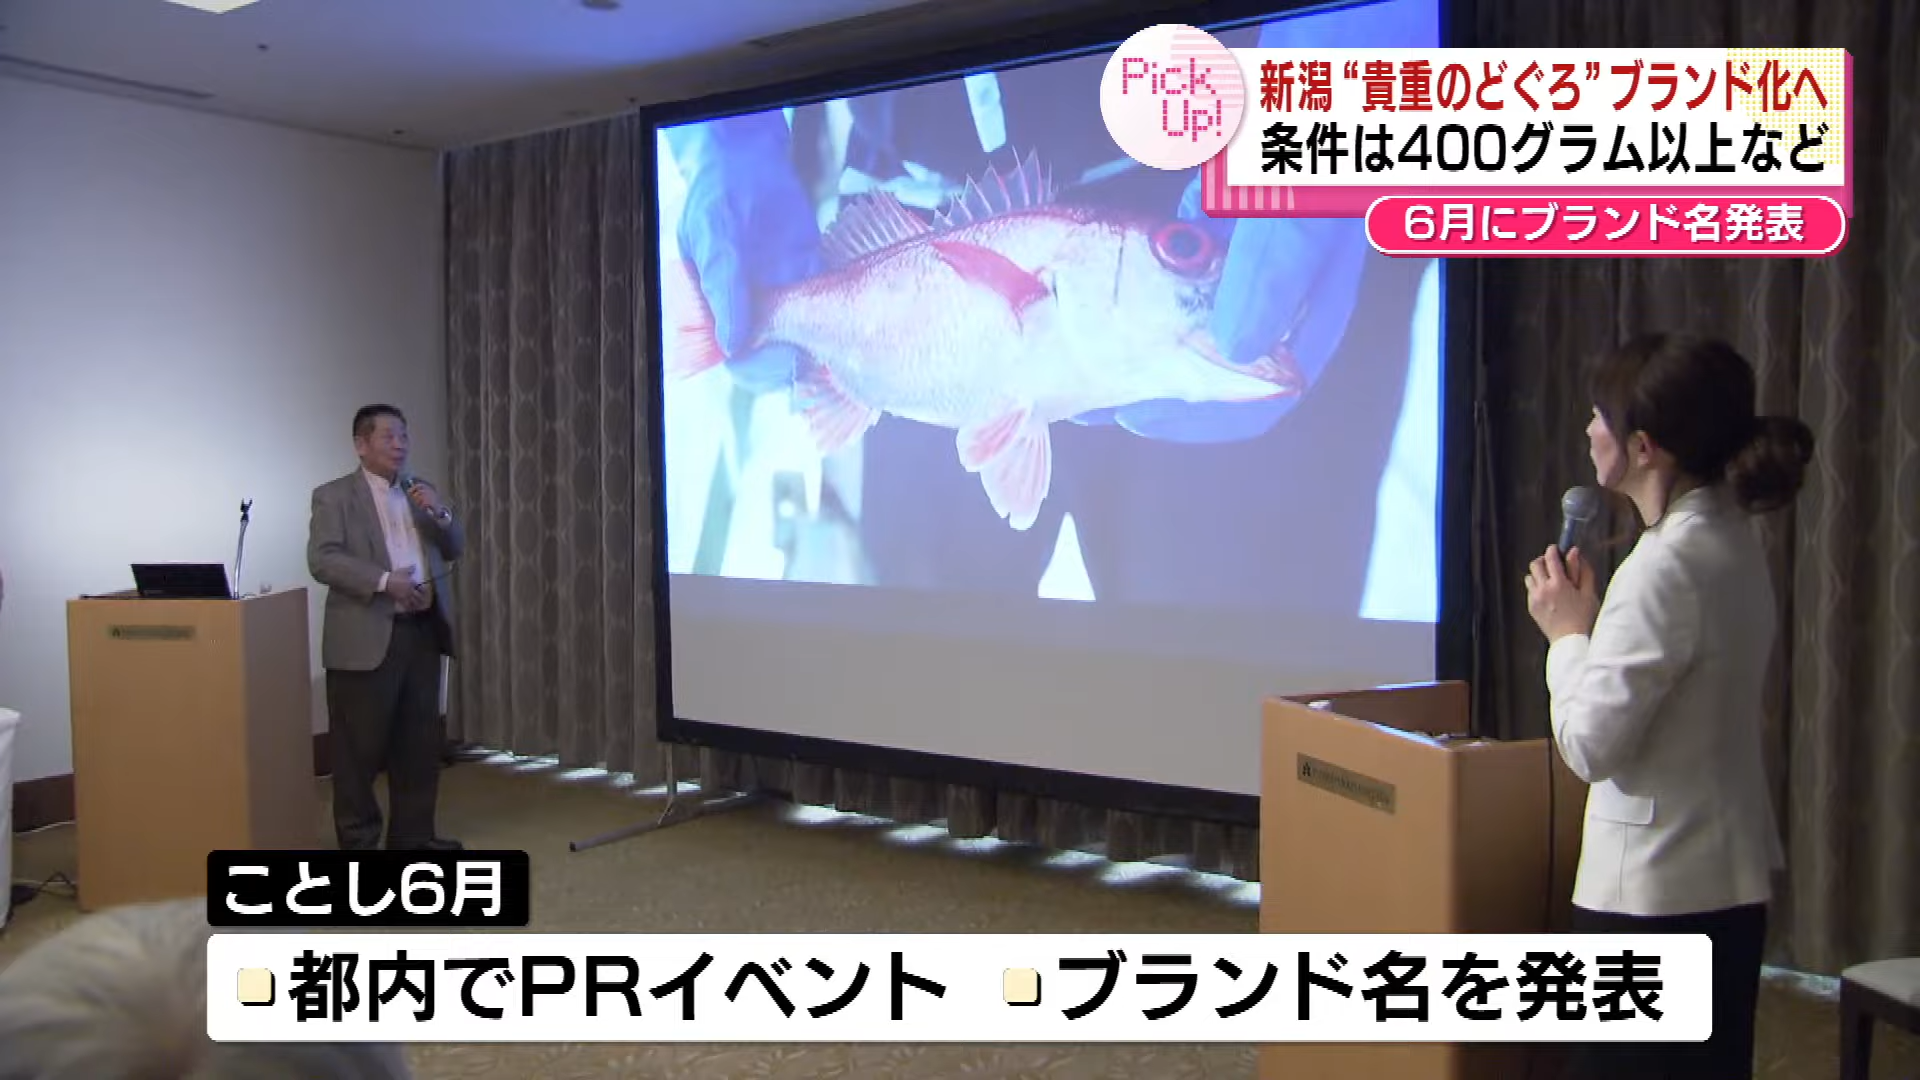 Pick
Up!
新潟“貴重のどぐろ”ブランド化へ
条件は400グラム以上など
6月にブランド名発表
ことし6月
都内でPRイベント ブランド名を発表